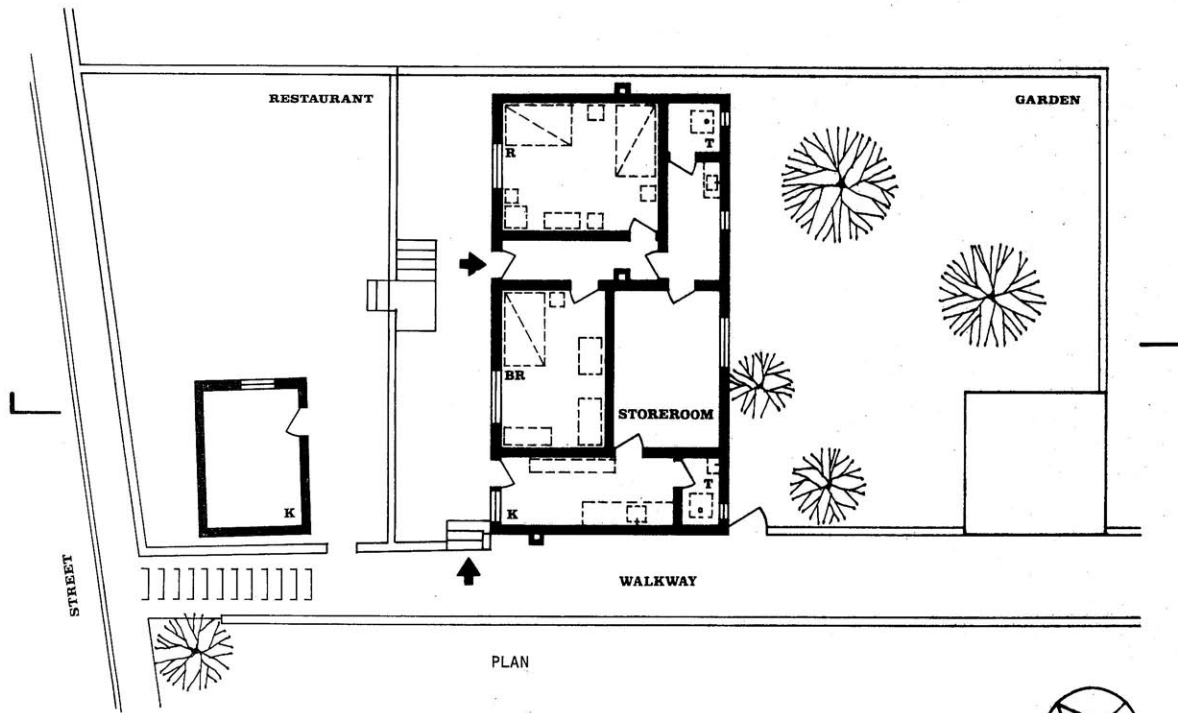 RESTAURANT
GARDEN
R
T
BR
STOREROOM
T
K
K
STREET
WALKWAY
PLAN